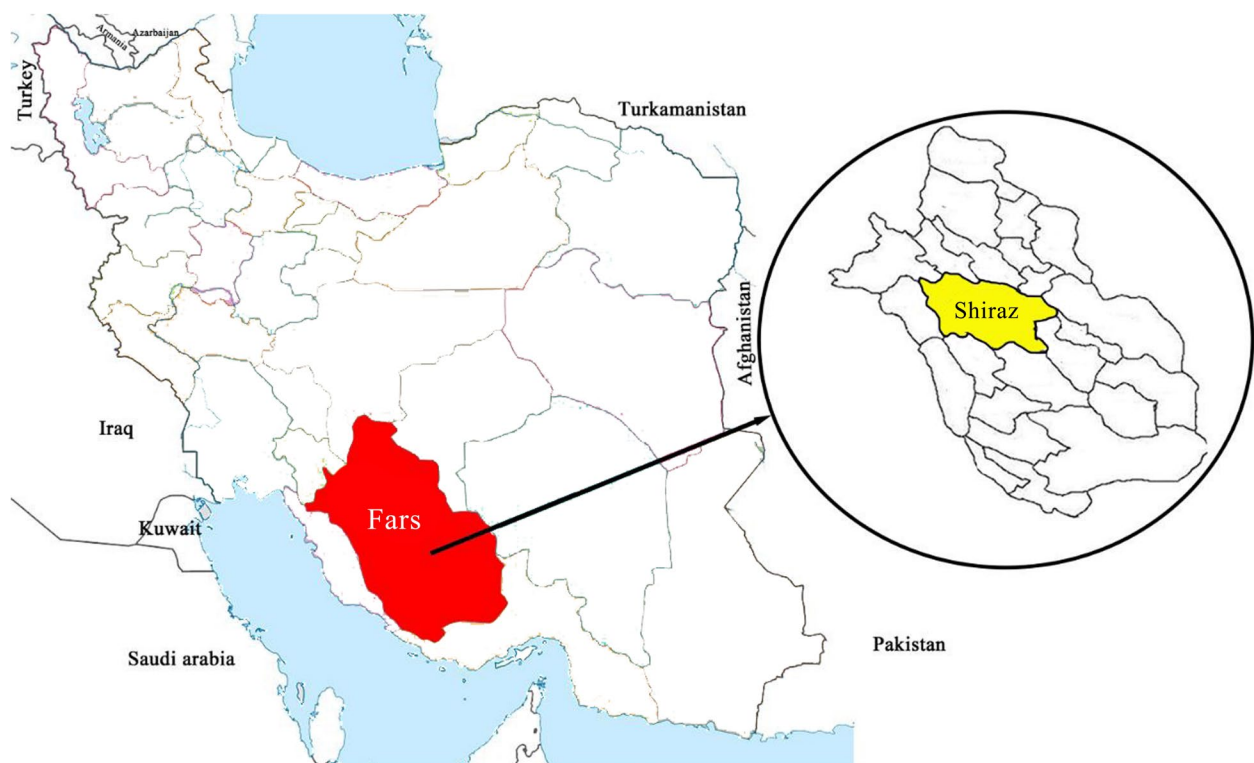 Azarbaijan
Armania
Turkey
Turkamanistan
Shiraz
Afghanistan
Iraq
Fars
Kuwait
Saudi arabia
Pakistan